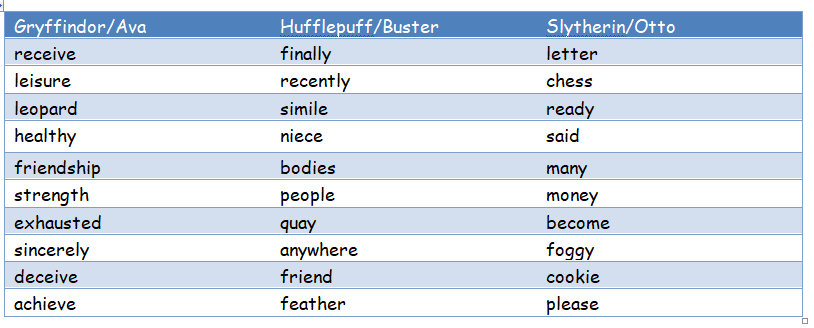 Gryffindor/Ava Hufflepuff/Buster Slytherin/Otto
receive finally letter
leisure recently chess
leopard simile ready
healthy niece said
friendship bodies many
strength people money
exhausted quay become
sincerely anywhere foggy
deceive friend cookie
achieve feather please